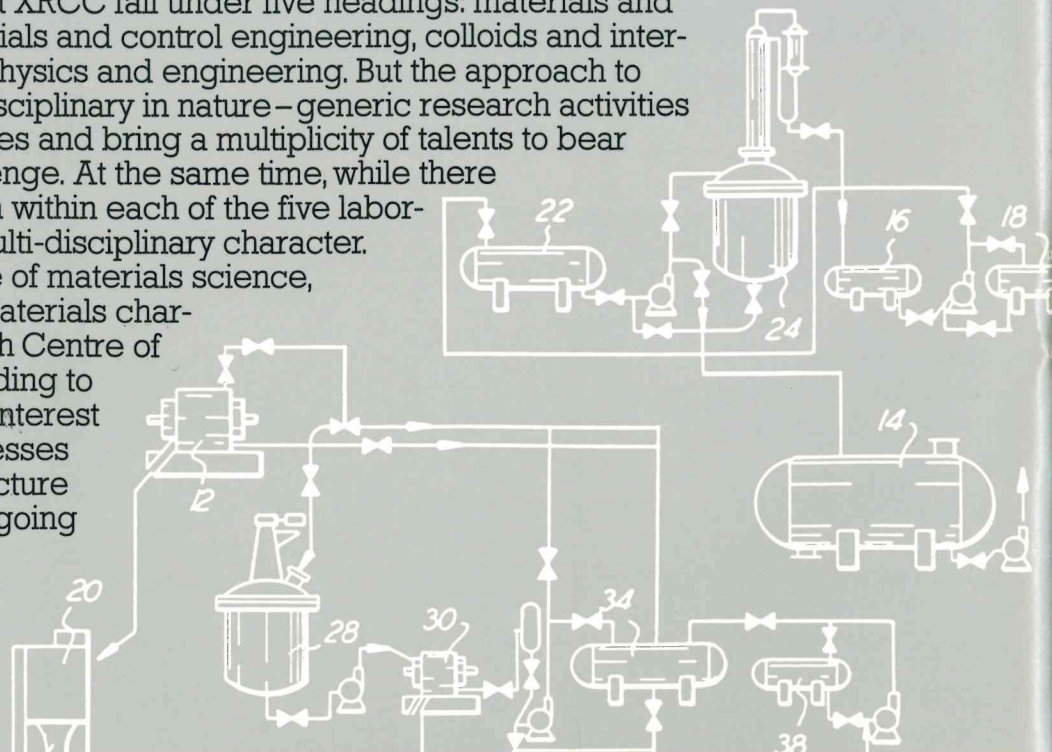 t XRCC fall under five headings: materials and
ials and control engineering, colloids and inter-
hysics and engineering. But the approach to
sciplinary in nature–generic research activities
es and bring a multiplicity of talents to bear
enge. At the same time, while there
within each of the five labor-
ulti-disciplinary character.
e of materials science,
aterials char-
h Centre of
ding to
nterest
esses
cture
going
22
16
18
24
14
12
20
28
30
34
38